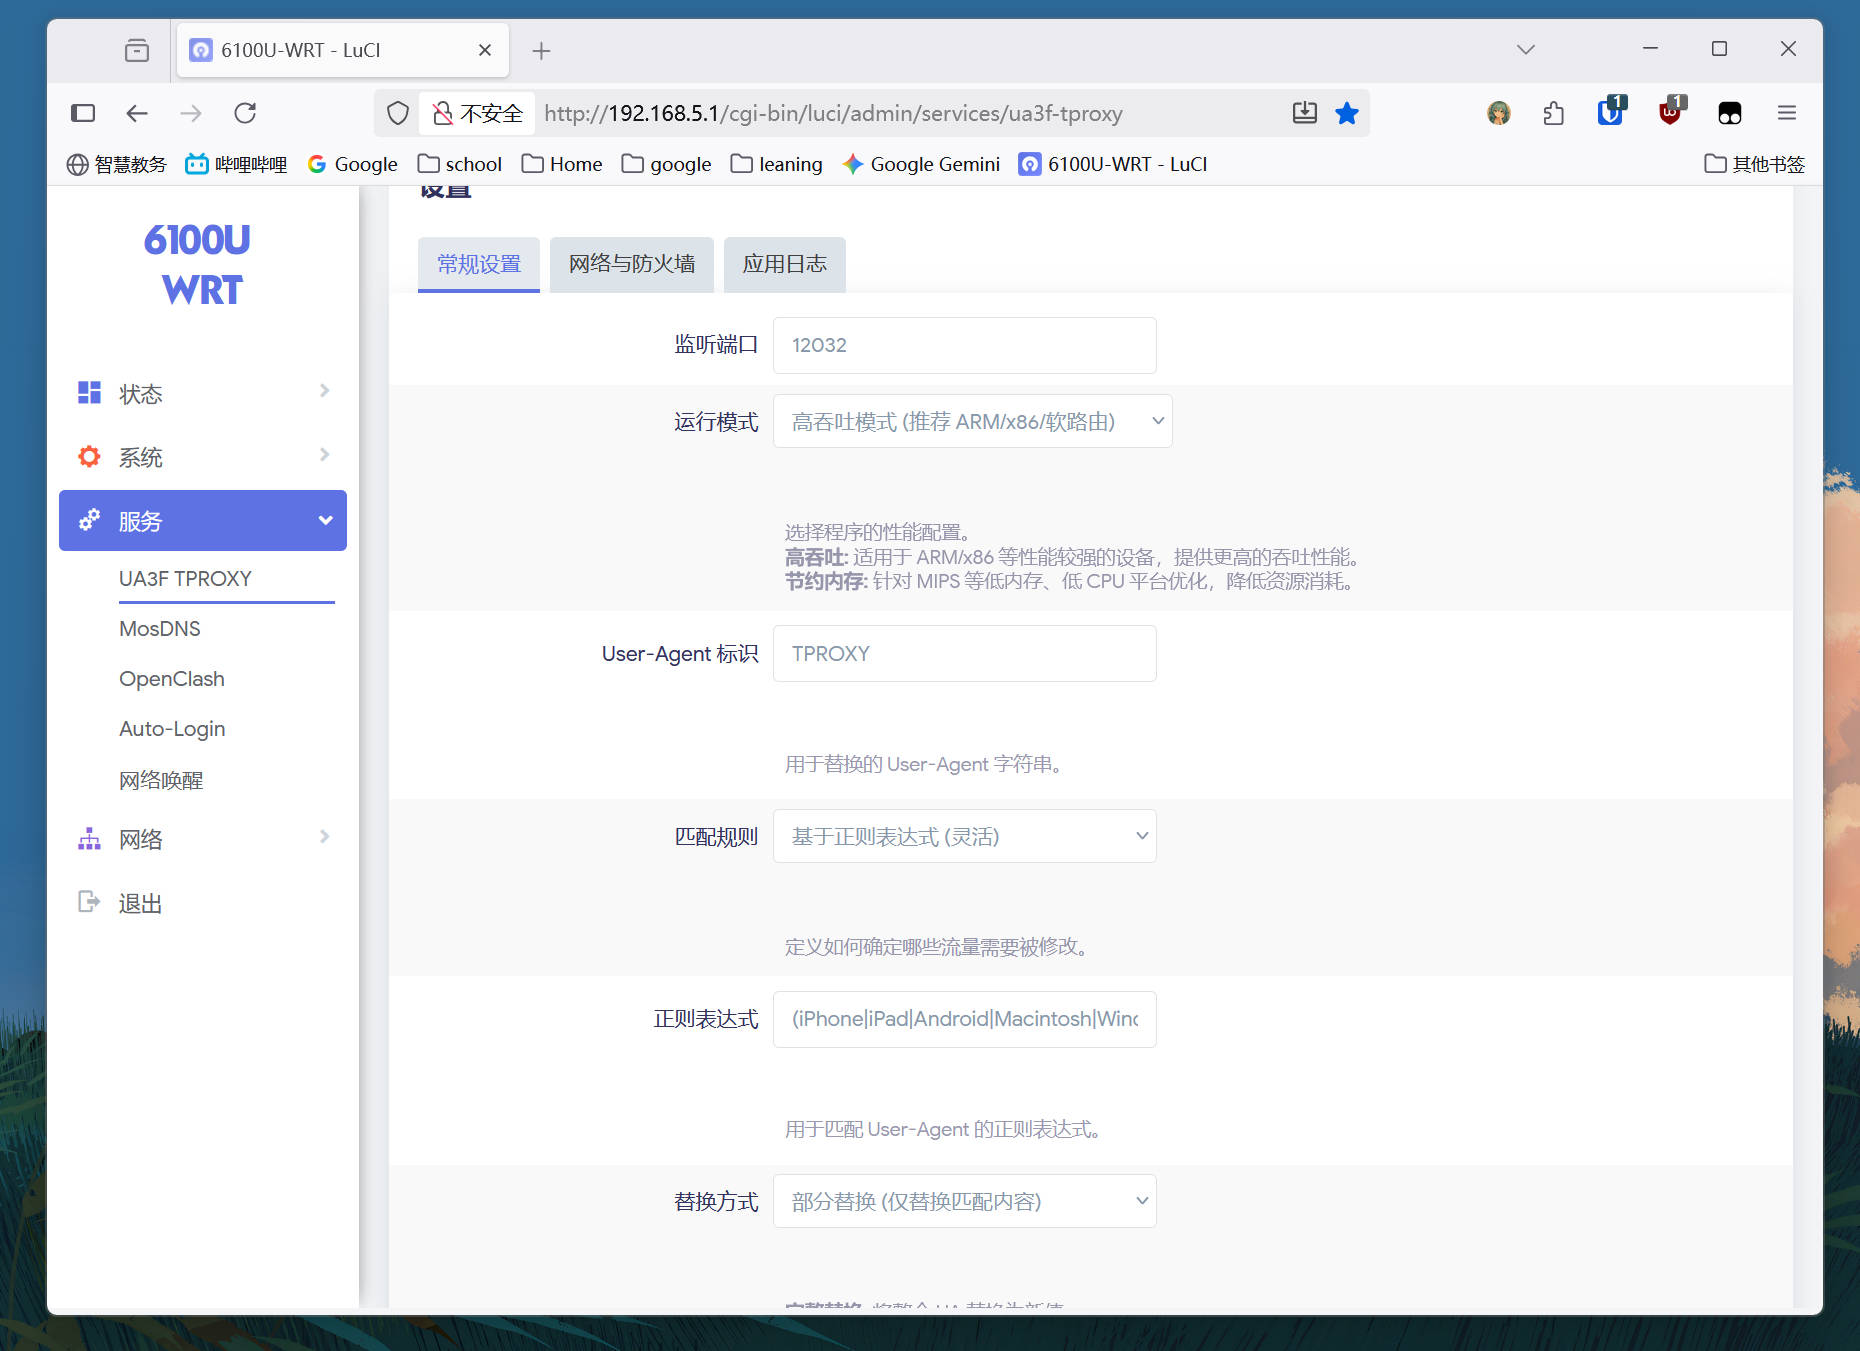 6100U-WRT - LuCI
不安全 http://192.168.5.1/cgi-bin/luci/admin/services/ua3f-tproxy
1
1
智慧教务 哔哩哔哩 Google school Home google leaning Google Gemini 6100U-WRT - LuCI 其他书签
6100U
WRT
状态
系统
服务
UA3F TPROXY
MosDNS
OpenClash
Auto-Login
网络唤醒
网络
退出
设置
常规设置 网络与防火墙 应用日志
监听端口 12032
运行模式 高吞吐模式 (推荐 ARM/x86/软路由)
选择程序的性能配置。
高吞吐: 适用于 ARM/x86 等性能较强的设备，提供更高的吞吐性能。
节约内存: 针对 MIPS 等低内存、低 CPU 平台优化，降低资源消耗。
User-Agent 标识 TPROXY
用于替换的 User-Agent 字符串。
匹配规则 基于正则表达式 (灵活)
定义如何确定哪些流量需要被修改。
正则表达式 (iPhone|iPad|Android|Macintosh|Winc
用于匹配 User-Agent 的正则表达式。
替换方式 部分替换 (仅替换匹配内容)